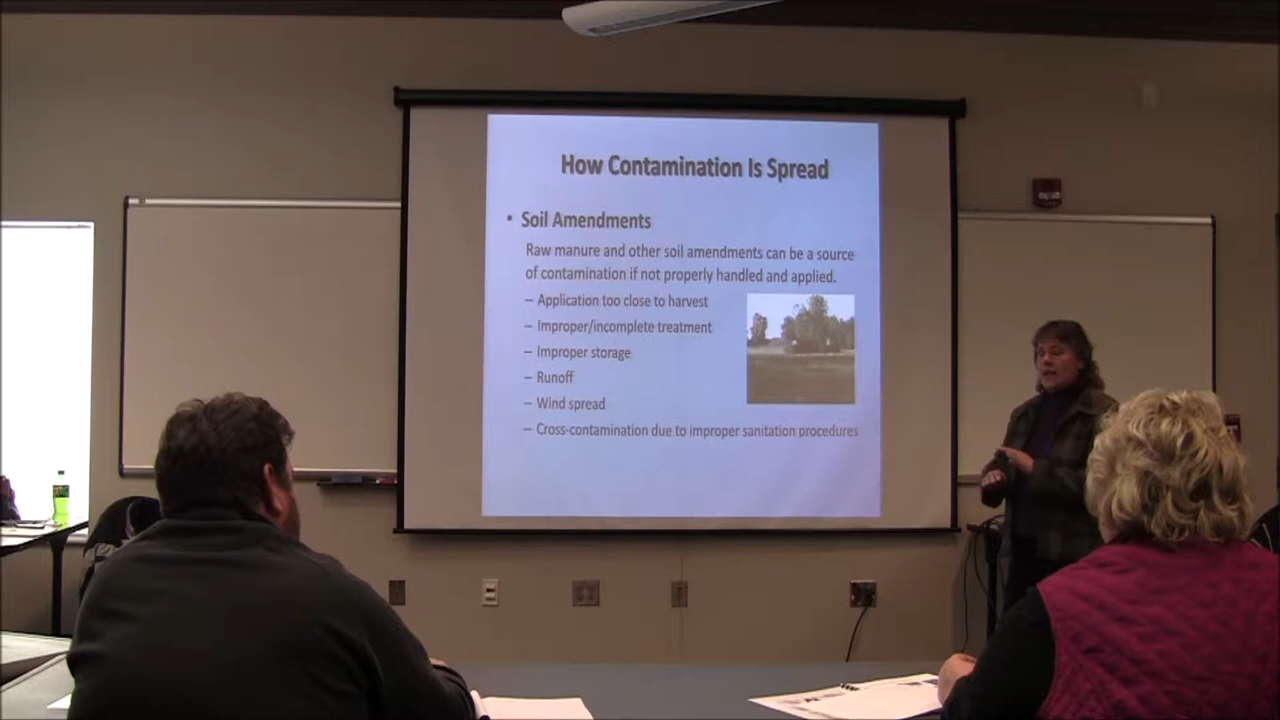 How Contamination Is Spread
• Soil Amendments
Raw manure and other soil amendments can be a source
of contamination if not properly handled and applied.
– Application too close to harvest
– Improper/incomplete treatment
– Improper storage
– Runoff
– Wind spread
– Cross-contamination due to improper sanitation procedures